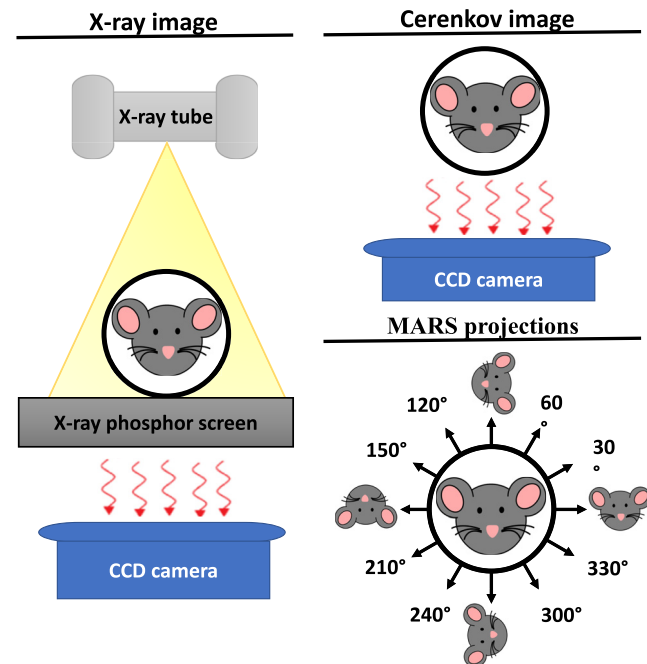 X-ray image
X-ray tube
X-ray phosphor screen
CCD camera
Cerenkov image
CCD camera
MARS projections
120°
60
°
150°
30
°
210°
330°
240°
300°